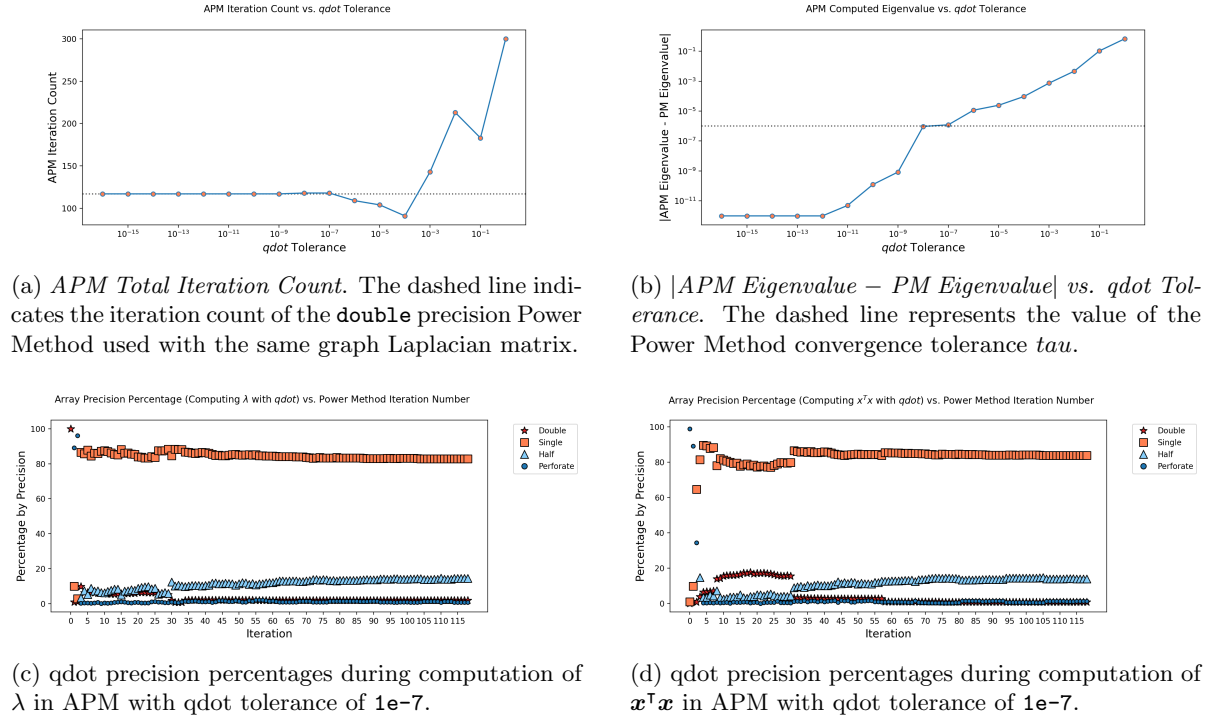 APM Iteration Count vs. qdot Tolerance
300
250
200
150
100
APM Iteration Count
10^-15 10^-13 10^-11 10^-9 10^-7 10^-5 10^-3 10^-1
qdot Tolerance
(a) APM Total Iteration Count. The dashed line indi-
cates the iteration count of the double precision Power
Method used with the same graph Laplacian matrix.
APM Computed Eigenvalue vs. qdot Tolerance
10^-1
10^-3
10^-5
10^-7
10^-9
10^-11
|APM Eigenvalue - PM Eigenvalue|
10^-15 10^-13 10^-11 10^-9 10^-7 10^-5 10^-3 10^-1
qdot Tolerance
(b) |APM Eigenvalue − PM Eigenvalue| vs. qdot Tol-
erance. The dashed line represents the value of the
Power Method convergence tolerance tau.
Array Precision Percentage (Computing λ with qdot) vs. Power Method Iteration Number
100
80
60
40
20
0
Percentage by Precision
0 5 10 15 20 25 30 35 40 45 50 55 60 65 70 75 80 85 90 95 100 105 110 115
Iteration
Double
Single
Half
Perforate
(c) qdot precision percentages during computation of
λ in APM with qdot tolerance of 1e-7.
Array Precision Percentage (Computing x^T x with qdot) vs. Power Method Iteration Number
100
80
60
40
20
0
Percentage by Precision
0 5 10 15 20 25 30 35 40 45 50 55 60 65 70 75 80 85 90 95 100 105 110 115
Iteration
Double
Single
Half
Perforate
(d) qdot precision percentages during computation of
x^T x in APM with qdot tolerance of 1e-7.